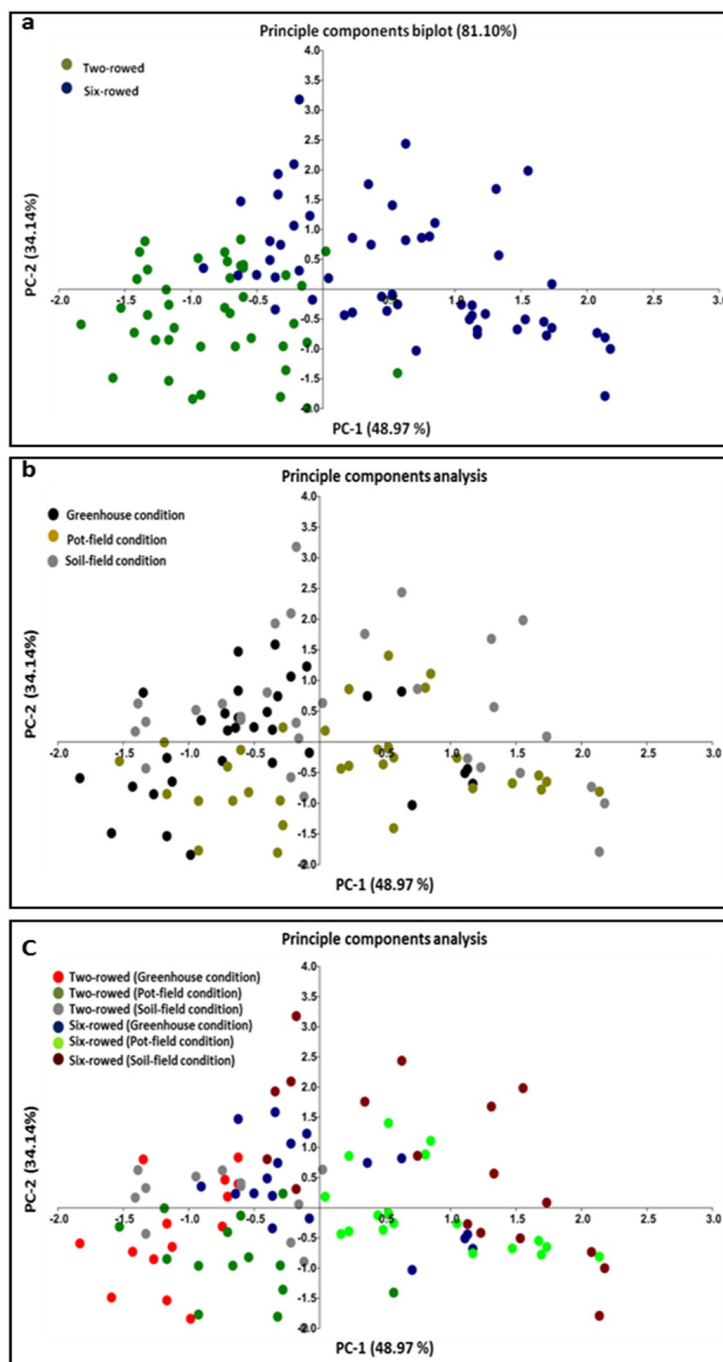 a
Principle components biplot (81.10%)
4.0
Two-rowed
Six-rowed
3.5
3.0
2.5
2.0
1.5
1.0
0.5
PC-2 (34.14%)
-2.0 -1.5 -1.0 -0.5 0.0 0.5 1.0 1.5 2.0 2.5 3.0
-0.5
-1.0
-1.5
-2.0
PC-1 (48.97 %)
b
Principle components analysis
4.0
Greenhouse condition
Pot-field condition
Soil-field condition
3.5
3.0
2.5
2.0
1.5
1.0
0.5
PC-2 (34.14%)
-2.0 -1.5 -1.0 -0.5 0.0 0.5 1.0 1.5 2.0 2.5 3.0
-0.5
-1.0
-1.5
-2.0
PC-1 (48.97 %)
C
Principle components analysis
4.0
Two-rowed (Greenhouse condition)
Two-rowed (Pot-field condition)
Two-rowed (Soil-field condition)
Six-rowed (Greenhouse condition)
Six-rowed (Pot-field condition)
Six-rowed (Soil-field condition)
3.5
3.0
2.5
2.0
1.5
1.0
0.5
PC-2 (34.14%)
-2.0 -1.5 -1.0 -0.5 0.0 0.5 1.0 1.5 2.0 2.5 3.0
-0.5
-1.0
-1.5
-2.0
PC-1 (48.97 %)